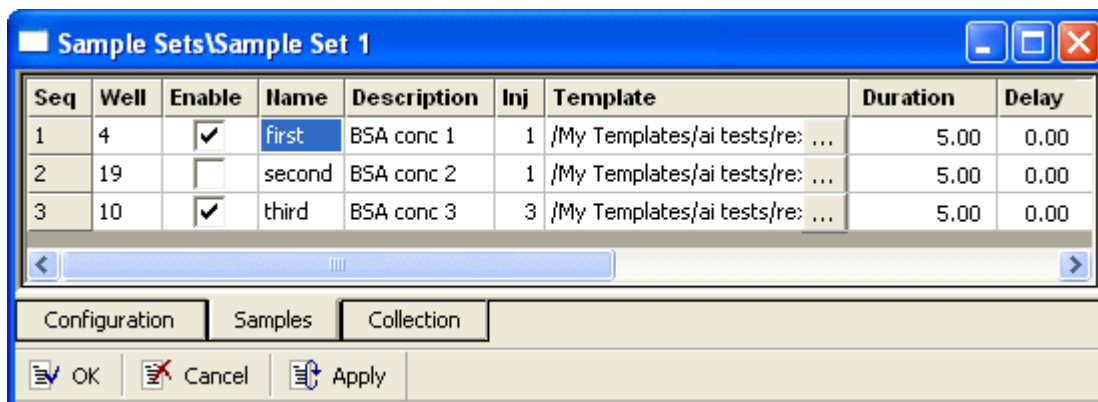 Sample Sets\Sample Set 1
Seq Well Enable Name Description Inj Template Duration Delay
1 4 first BSA conc 1 1 /My Templates/ai tests/re: ... 5.00 0.00
2 19 second BSA conc 2 1 /My Templates/ai tests/re: ... 5.00 0.00
3 10 third BSA conc 3 3 /My Templates/ai tests/re: ... 5.00 0.00
Configuration Samples Collection
OK Cancel Apply